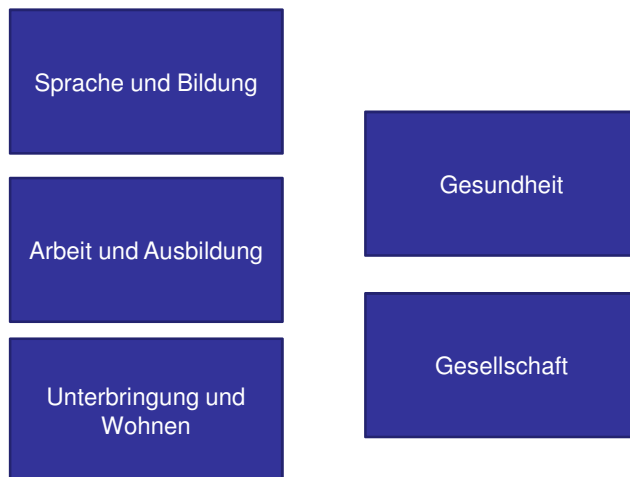 Sprache und Bildung
Arbeit und Ausbildung
Unterbringung und
Wohnen
Gesundheit
Gesellschaft